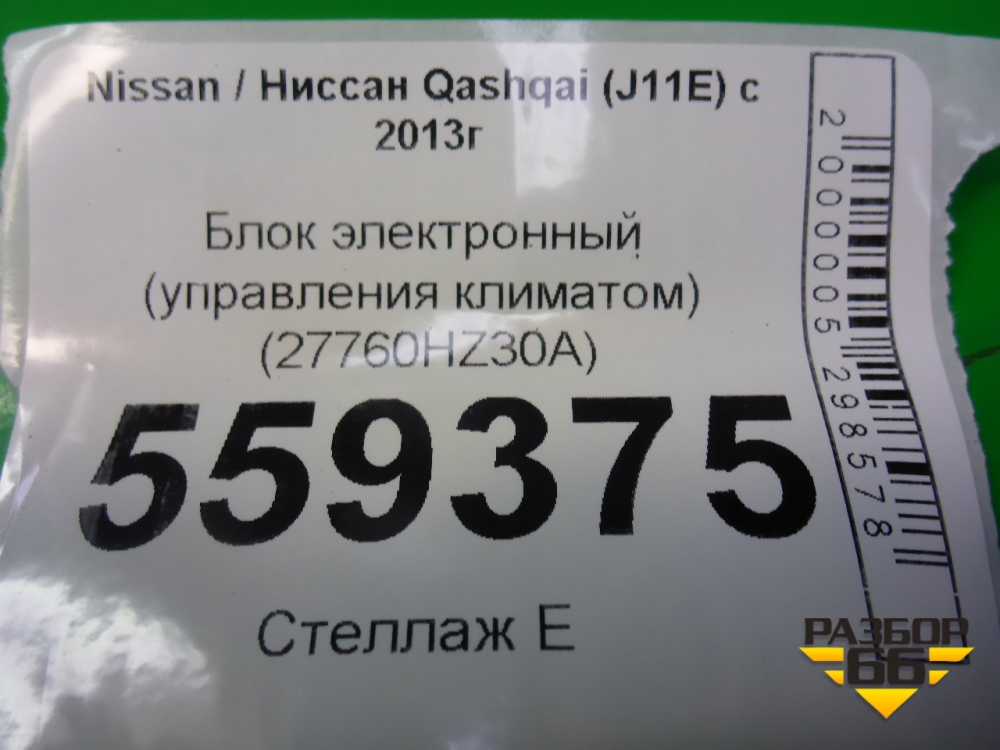 Nissan / Ниссан Qashqai (J11E) с
2013г
Блок электронный
(управления климатом)
(27760HZ30A)
559375
Стеллаж Е
2000005298578
РАЗБОР
66